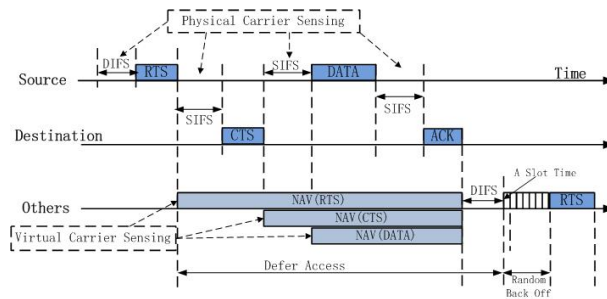 Physical Carrier Sensing
DIFS
RTS
SIFS
DATA
Time
Source
SIFS
SIFS
Destination
CTS
ACK
A Slot Time
DIFS
NAV(RTS)
RTS
Others
NAV(CTS)
Virtual Carrier Sensing
NAV(DATA)
Defer Access
Random
Back Off